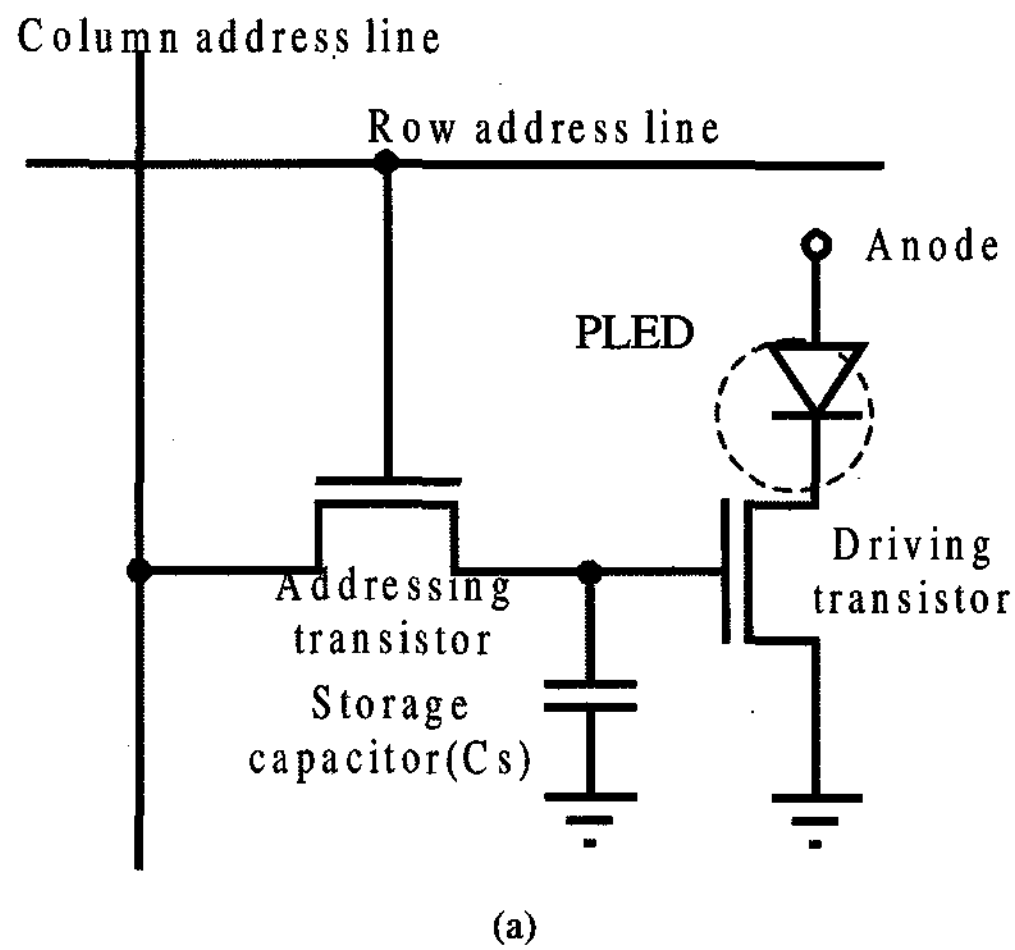 Column address line
Row address line
Anode
PLED
Driving
transistor
Addressing
transistor
Storage
capacitor(Cs)
(a)